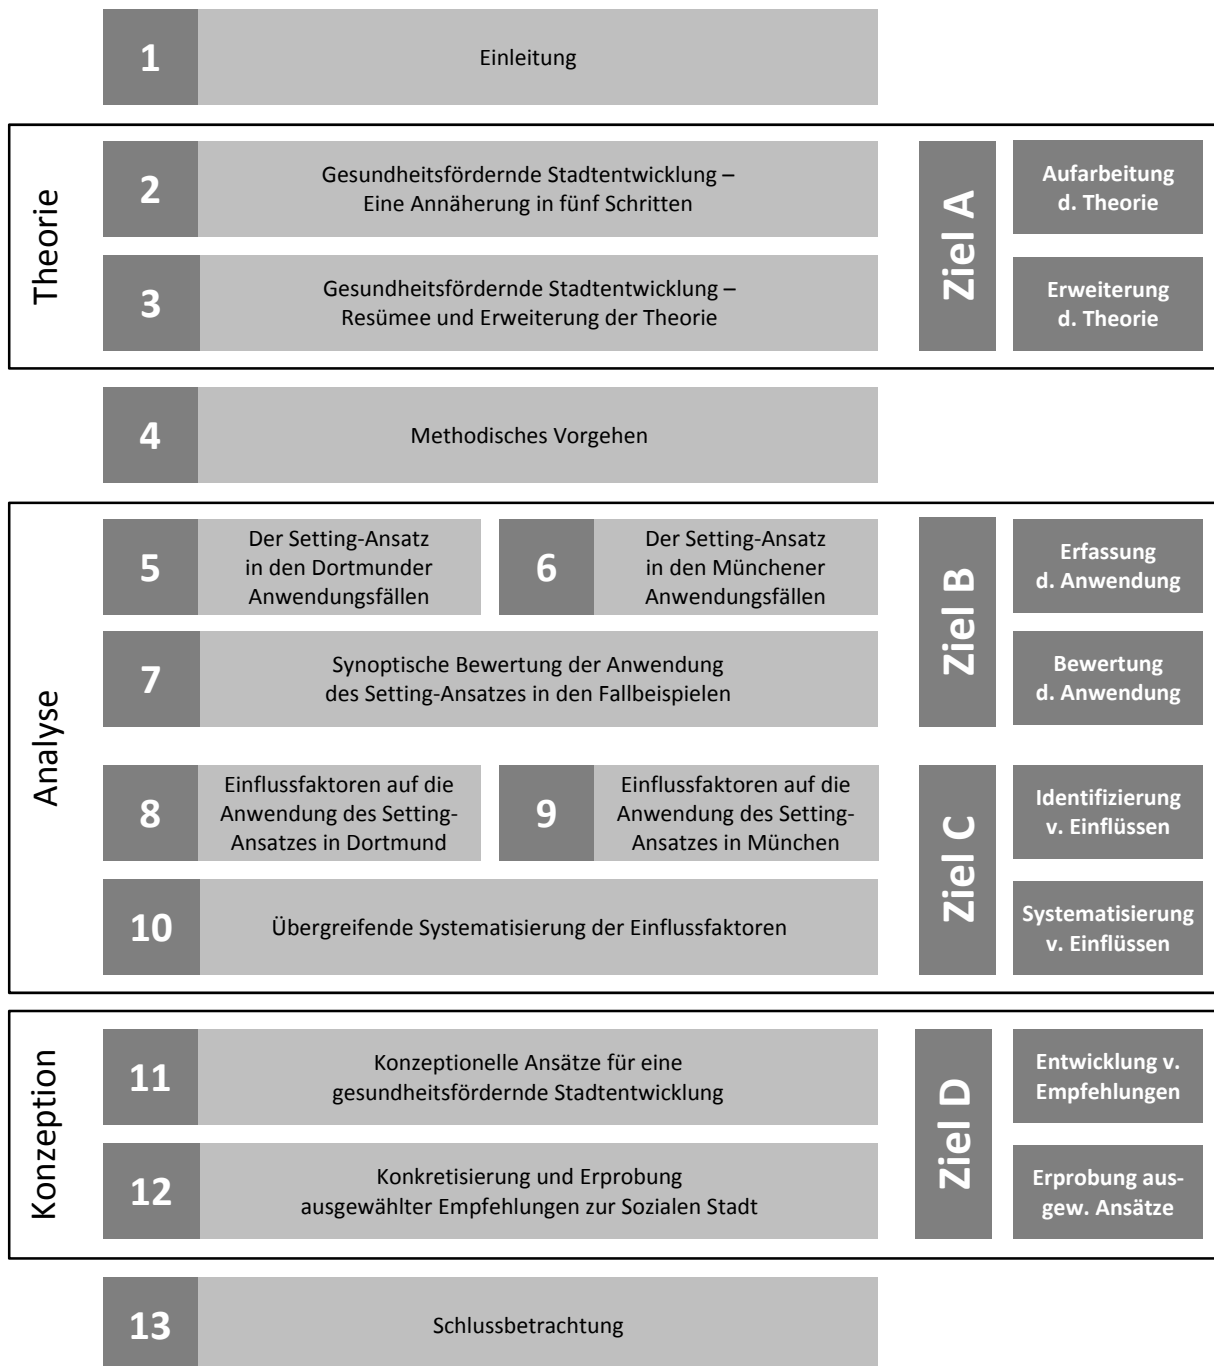 1
Einleitung
Theorie
2
Gesundheitsfördernde Stadtentwicklung –
Eine Annäherung in fünf Schritten
3
Gesundheitsfördernde Stadtentwicklung –
Resümee und Erweiterung der Theorie
Ziel A
Aufarbeitung
d. Theorie
Erweiterung
d. Theorie
4
Methodisches Vorgehen
Analyse
5
Der Setting-Ansatz
in den Dortmunder
Anwendungsfällen
6
Der Setting-Ansatz
in den Münchener
Anwendungsfällen
7
Synoptische Bewertung der Anwendung
des Setting-Ansatzes in den Fallbeispielen
Ziel B
Erfassung
d. Anwendung
Bewertung
d. Anwendung
8
Einflussfaktoren auf die
Anwendung des Setting-
Ansatzes in Dortmund
9
Einflussfaktoren auf die
Anwendung des Setting-
Ansatzes in München
10
Übergreifende Systematisierung der Einflussfaktoren
Ziel C
Identifizierung
v. Einflüssen
Systematisierung
v. Einflüssen
Konzeption
11
Konzeptionelle Ansätze für eine
gesundheitsfördernde Stadtentwicklung
12
Konkretisierung und Erprobung
ausgewählter Empfehlungen zur Sozialen Stadt
Ziel D
Entwicklung v.
Empfehlungen
Erprobung aus-
gew. Ansätze
13
Schlussbetrachtung